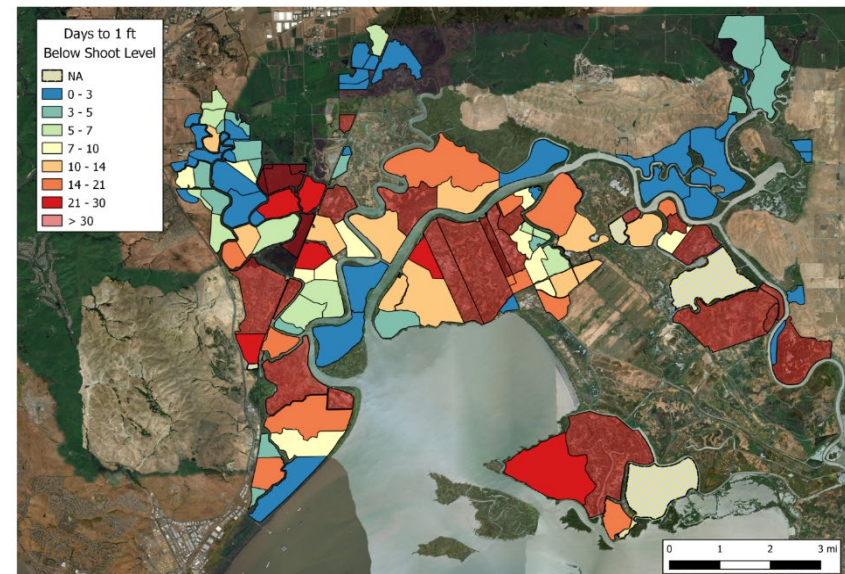 Days to 1 ft
Below Shoot Level
NA
0 - 3
3 - 5
5 - 7
7 - 10
10 - 14
14 - 21
21 - 30
> 30
0 1 2 3 mi